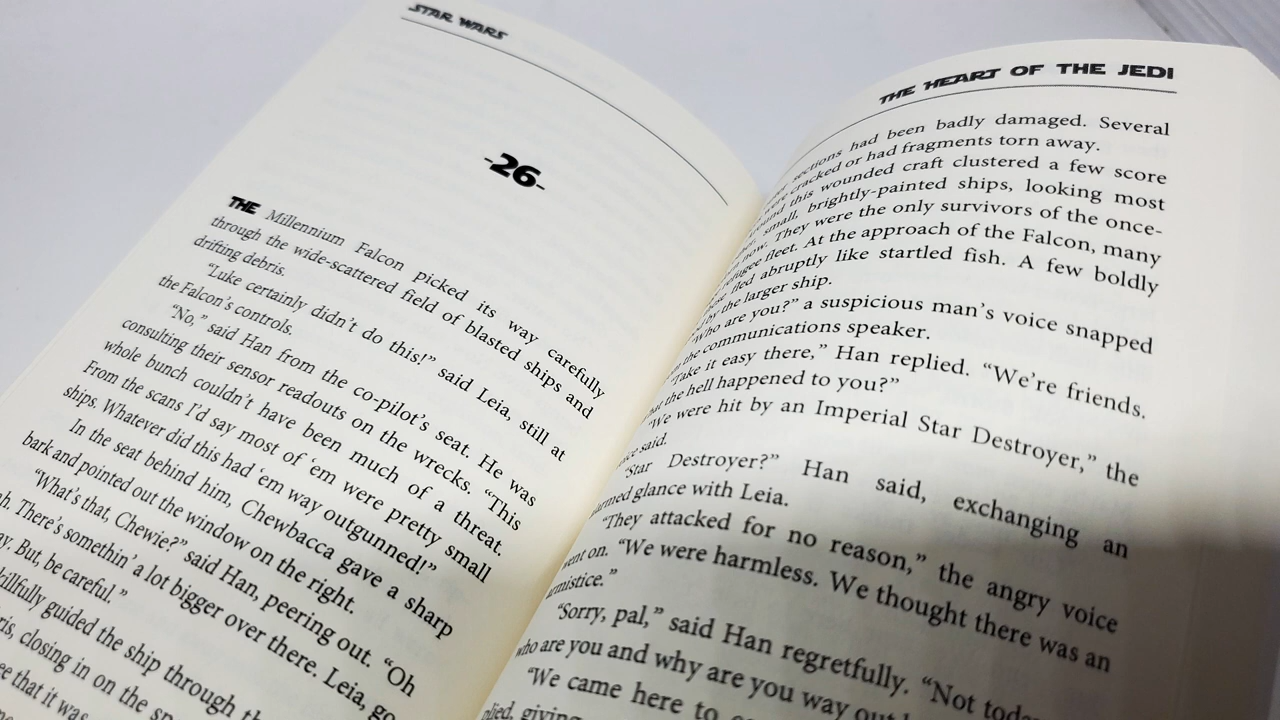 STAR WARS
-26-
THE Millennium Falcon picked its way carefully
through the wide-scattered field of blasted ships and
drifting debris.
“Luke certainly didn’t do this!” said Leia, still at
the Falcon’s controls.
“No,” said Han from the co-pilot’s seat. He was
consulting their sensor readouts on the wrecks. “This
whole bunch couldn’t have been much of a threat.
From the scans I’d say most of ‘em were pretty small
ships. Whatever did this had ‘em way outgunned!”
In the seat behind him, Chewbacca gave a sharp
bark and pointed out the window on the right.
“What’s that, Chewie?” said Han, peering out. “Oh
There’s somethin’ a lot bigger over there. Leia, go
But, be careful.”
guided the ship through
closing in on the
that it was
THE HEART OF THE JEDI
had been badly damaged. Several
cracked or had fragments torn away.
this wounded craft clustered a few score
small, brightly-painted ships, looking most
now. They were the only survivors of the once-
fleet. At the approach of the Falcon, many
fled abruptly like startled fish. A few boldly
by the larger ship.
“Who are you?” a suspicious man’s voice snapped
the communications speaker.
“Take it easy there,” Han replied. “We’re friends.
the hell happened to you?”
“We were hit by an Imperial Star Destroyer,” the
said.
“Star Destroyer?” Han said, exchanging an
glance with Leia.
“They attacked for no reason,” the angry voice
went on. “We were harmless. We thought there was an
armistice.”
“Sorry, pal,” said Han regretfully. “Not
who are you and why are you way
“We came here to
giving